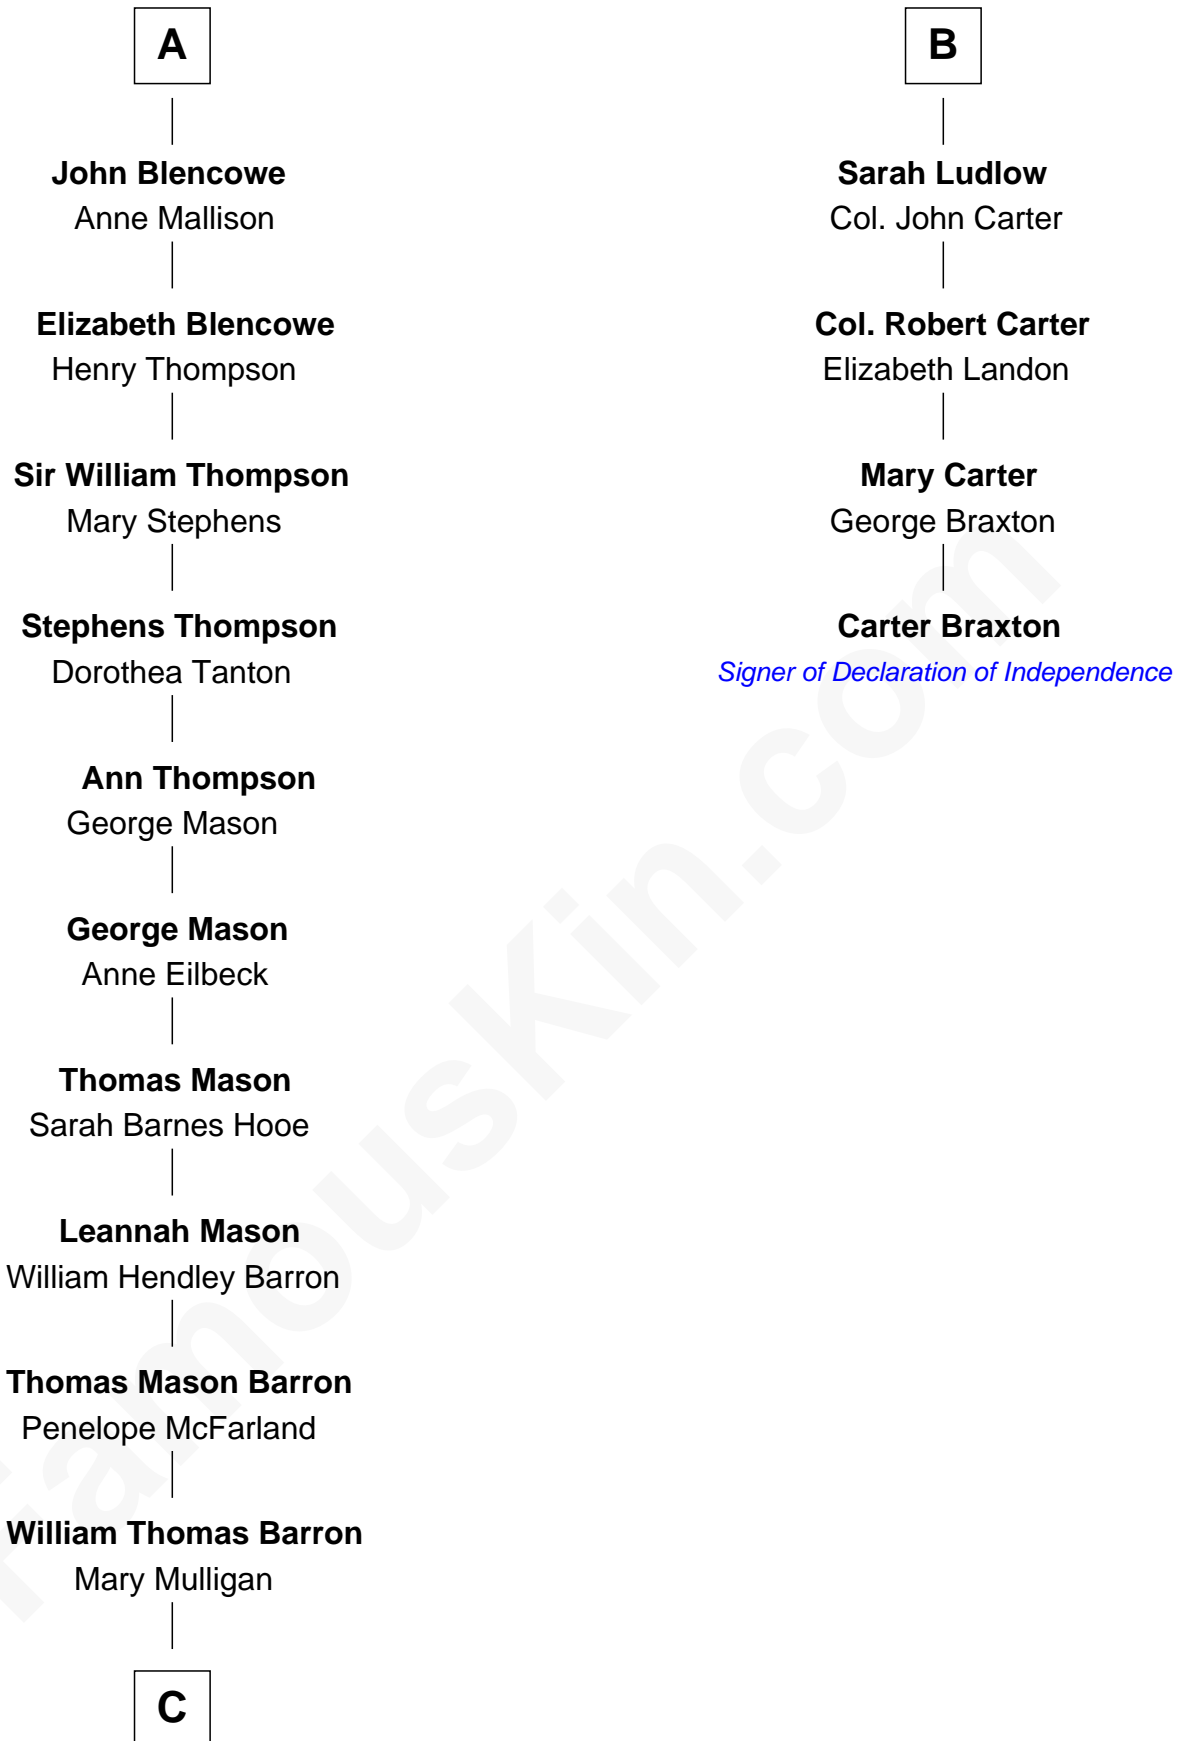 A
John Blencowe
Anne Mallison
Elizabeth Blencowe
Henry Thompson
Sir William Thompson
Mary Stephens
Stephens Thompson
Dorothea Tanton
Ann Thompson
George Mason
George Mason
Anne Eilbeck
Thomas Mason
Sarah Barnes Hooe
Leannah Mason
William Hendley Barron
Thomas Mason Barron
Penelope McFarland
William Thomas Barron
Mary Mulligan
C
B
Sarah Ludlow
Col. John Carter
Col. Robert Carter
Elizabeth Landon
Mary Carter
George Braxton
Carter Braxton
Signer of Declaration of Independence
FamousKin.com